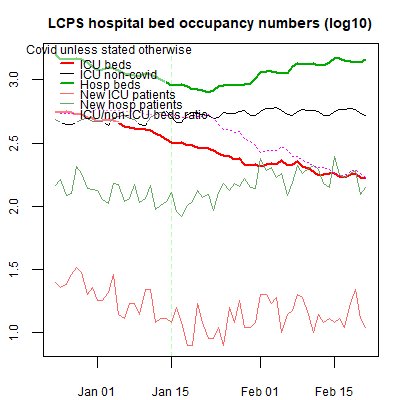 LCPS hospital bed occupancy numbers (log10)
Covid unless stated otherwise
ICU beds
ICU non-covid
Hosp beds
New ICU patients
New hosp patients
ICU/non-ICU beds ratio
3.0
2.5
2.0
1.5
1.0
Jan 01
Jan 15
Feb 01
Feb 15